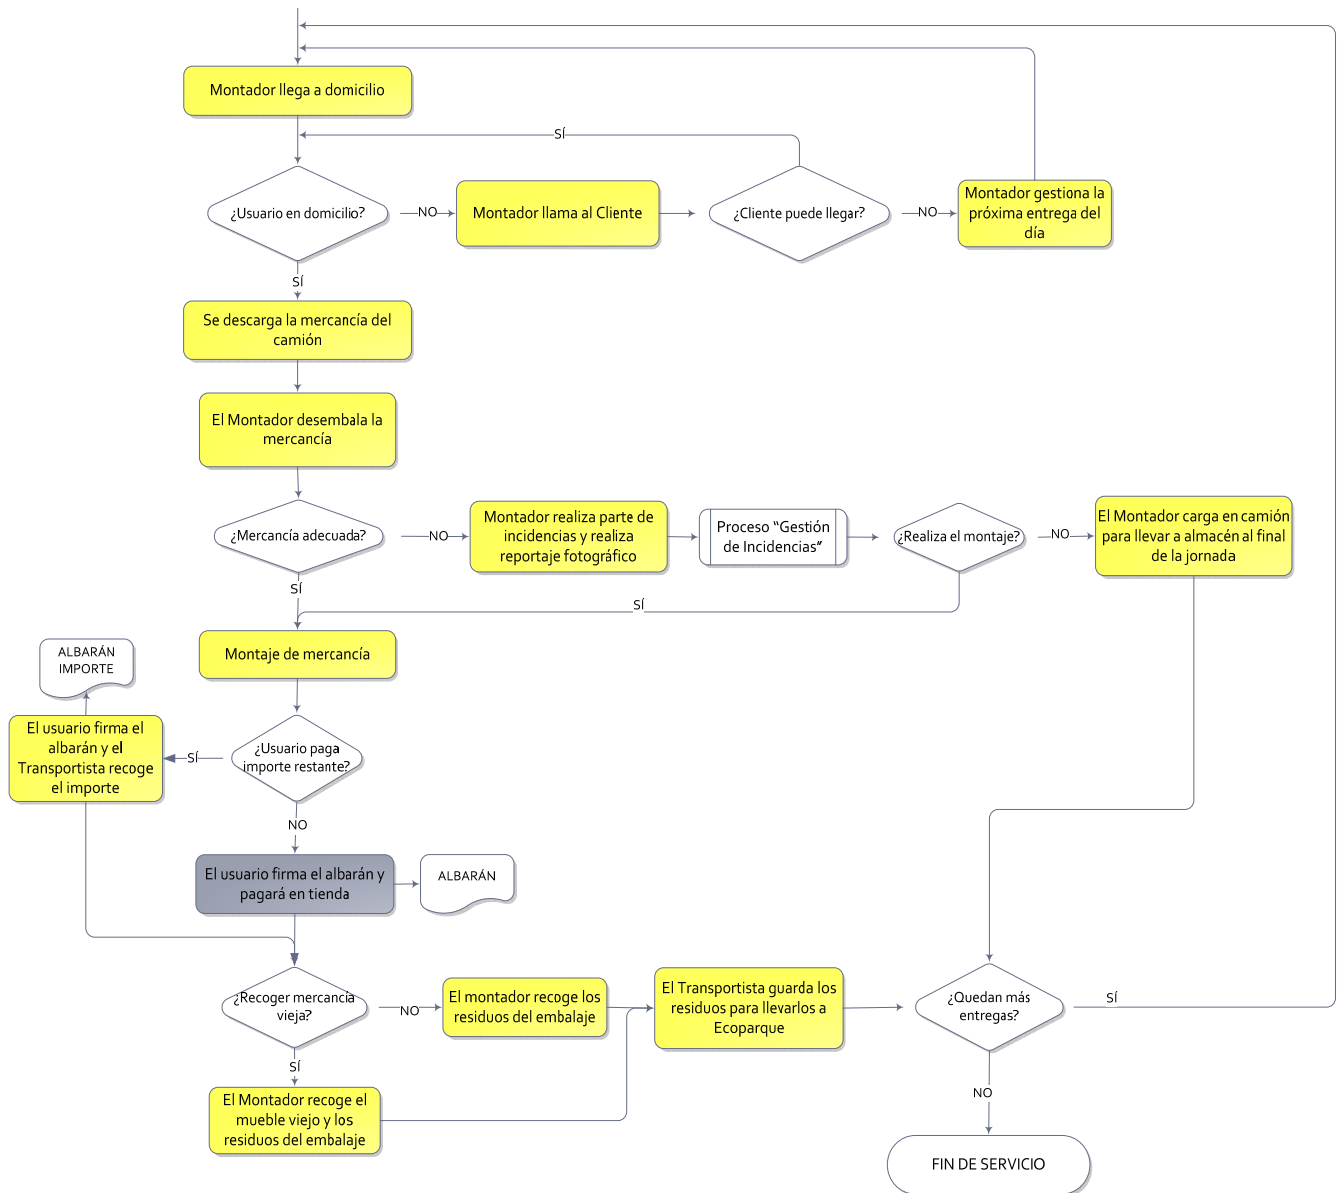 Montador llega a domicilio
SÍ
¿Usuario en domicilio?
NO
Montador llama al Cliente
¿Cliente puede llegar?
NO
Montador gestiona la
próxima entrega del
día
SÍ
Se descarga la mercancía del
camión
El Montador desembala la
mercancía
¿Mercancía adecuada?
NO
Montador realiza parte de
incidencias y realiza
reportaje fotográfico
Proceso “Gestión
de Incidencias”
¿Realiza el montaje?
NO
El Montador carga en camión
para llevar a almacén al final
de la jornada
SÍ
SÍ
Montaje de mercancía
ALBARÁN
IMPORTE
El usuario firma el
albarán y el
Transportista recoge
el importe
SÍ
¿Usuario paga
importe restante?
NO
El usuario firma el albarán y
pagará en tienda
ALBARÁN
¿Recoger mercancía
vieja?
NO
El montador recoge los
residuos del embalaje
El Transportista guarda los
residuos para llevarlos a
Ecoparque
¿Quedan más
entregas?
SÍ
SÍ
El Montador recoge el
mueble viejo y los
residuos del embalaje
NO
FIN DE SERVICIO